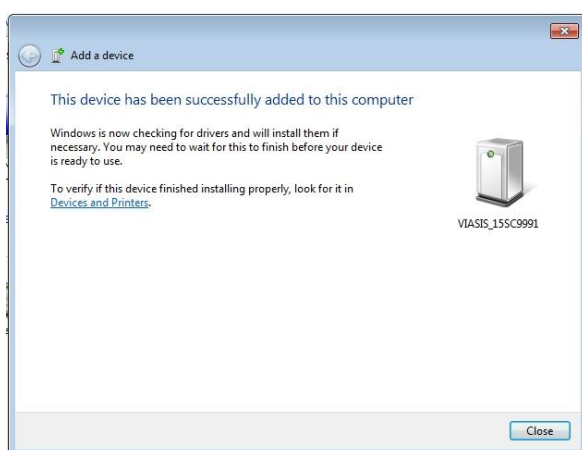 Add a device
This device has been successfully added to this computer
Windows is now checking for drivers and will install them if
necessary. You may need to wait for this to finish before your device
is ready to use.
To verify if this device finished installing properly, look for it in
Devices and Printers.
VIASIS_15SC9991
Close